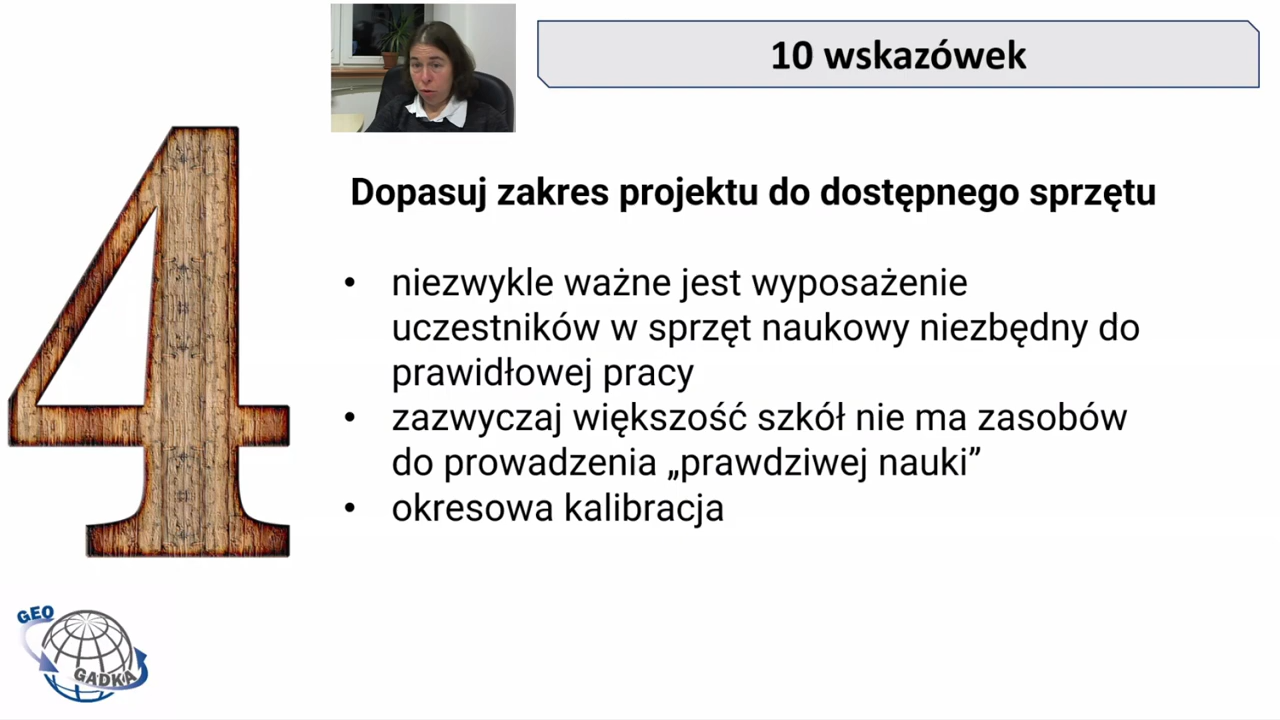 10 wskazówek
4
Dopasuj zakres projektu do dostępnego sprzętu
• niezwykle ważne jest wyposażenie
uczestników w sprzęt naukowy niezbędny do
prawidłowej pracy
• zazwyczaj większość szkół nie ma zasobów
do prowadzenia „prawdziwej nauki”
• okresowa kalibracja
GEO
GADKA